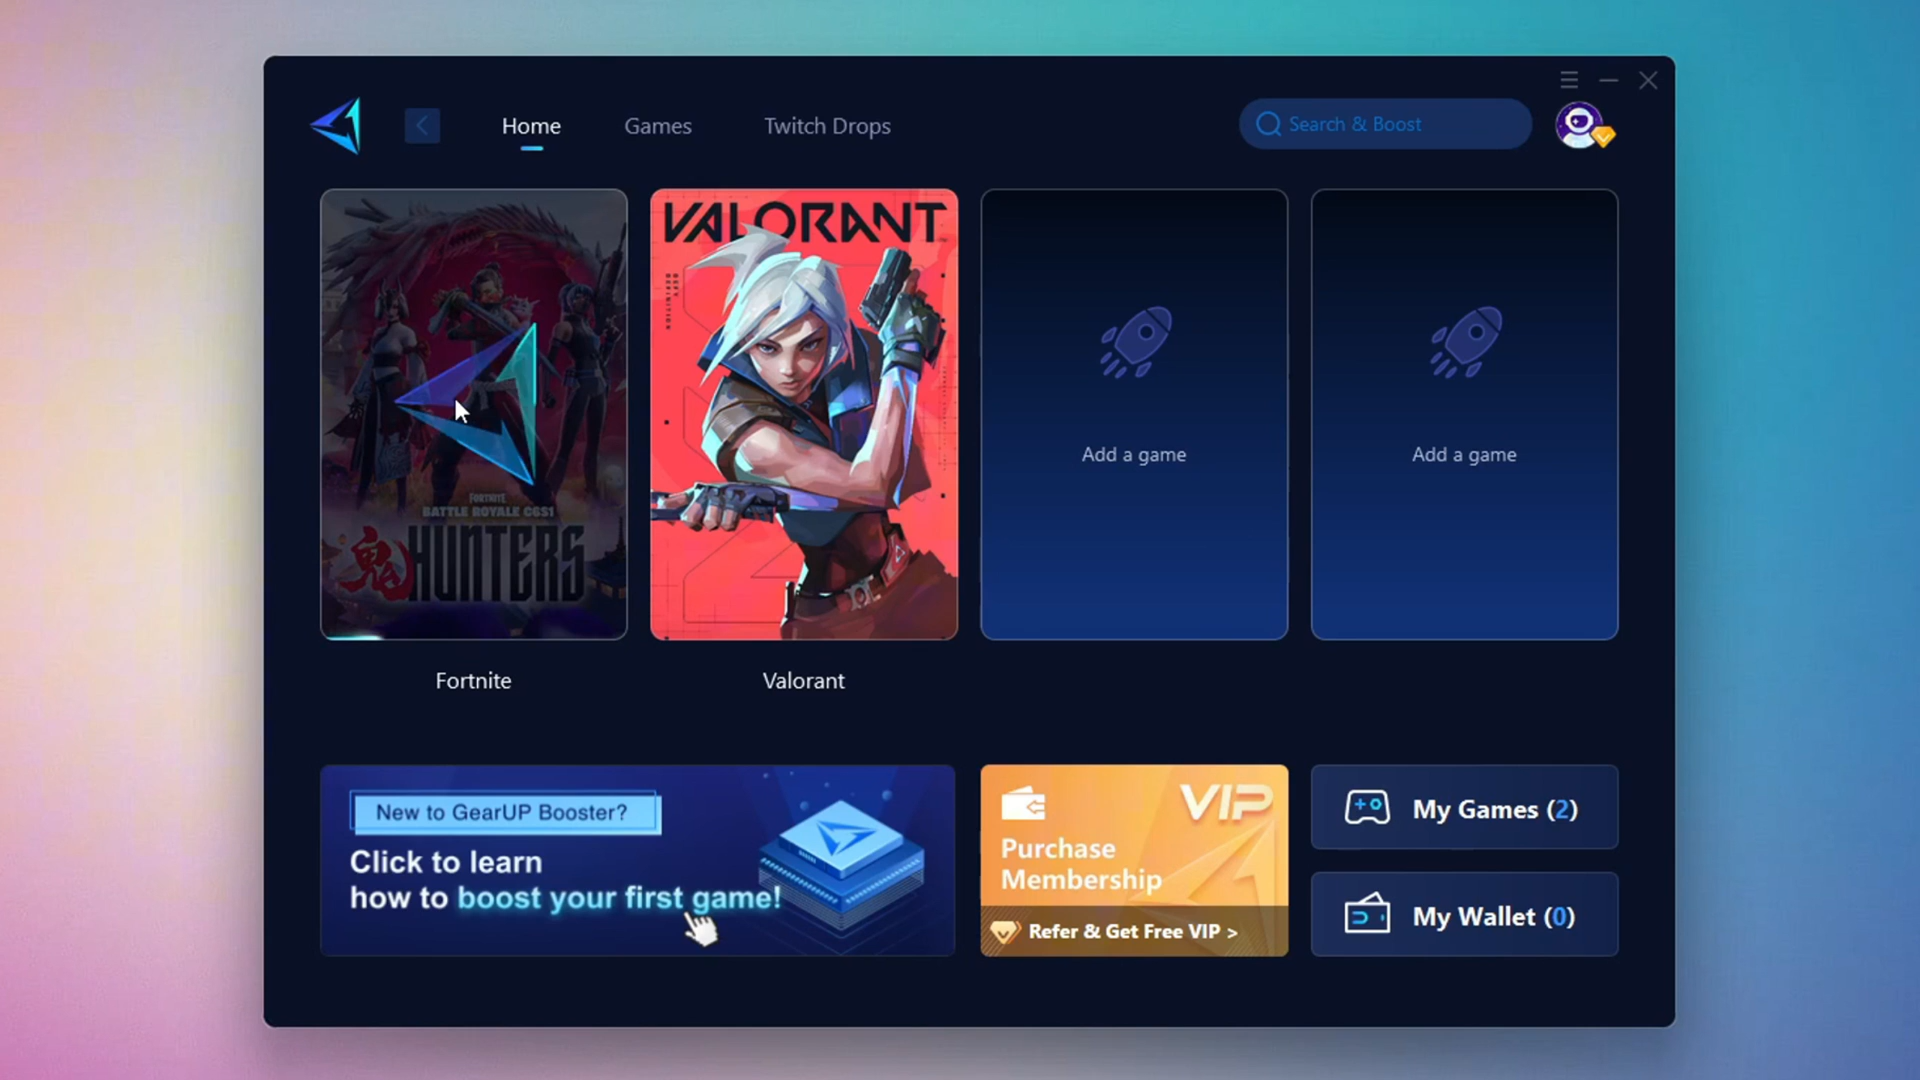 Home
Games
Twitch Drops
Search & Boost
FORTNITE
BATTLE ROYALE C6S1
鬼 HUNTERS
Fortnite
VALORANT
DEFY
Valorant
Add a game
Add a game
New to GearUP Booster?
Click to learn
how to boost your first game!
VIP
Purchase
Membership
Refer & Get Free VIP >
My Games (2)
My Wallet (0)